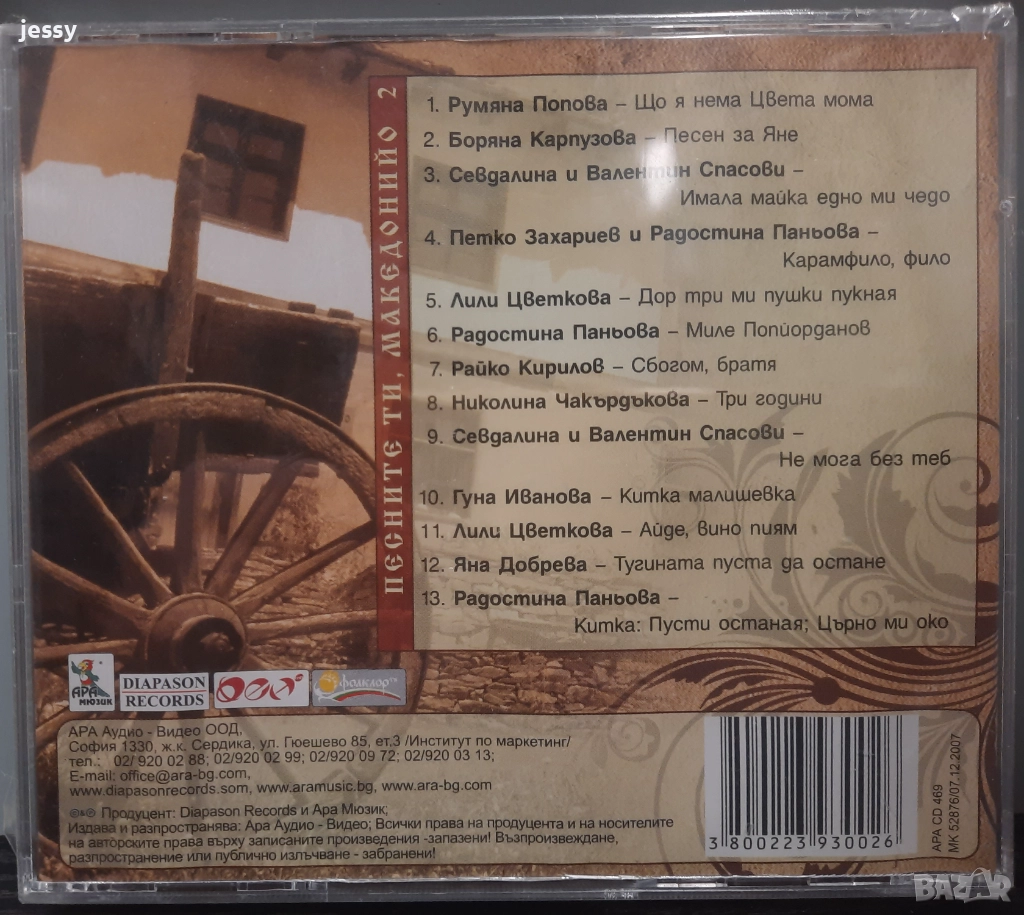 jessy
ПЕСНИТЕ ТИ, МАКЕДОНИЙО 2
1. Румяна Попова – Що я нема Цвета мома
2. Боряна Карпузова – Песен за Яне
3. Севдалина и Валентин Спасови –
Имала майка едно ми чедо
4. Петко Захариев и Радостина Паньова –
Карамфило, фило
5. Лили Цветкова – Дор три ми пушки пукная
6. Радостина Паньова – Миле Попйорданов
7. Райко Кирилов – Сбогом, братя
8. Николина Чакърдъкова – Три години
9. Севдалина и Валентин Спасови –
Не мога без теб
10. Гуна Иванова – Китка малишевка
11. Лили Цветкова – Айде, вино пиям
12. Яна Добрева – Тугината пуста да остане
13. Радостина Паньова –
Китка: Пусти останая; Църно ми око
АРА
МЮЗИК
DIAPASON
RECORDS
фолклор TV
АРА Аудио - Видео ООД,
София 1330, ж.к. Сердика, ул. Гюешево 85, ет.3 /Институт по маркетинг/
тел.: 02/ 920 02 88; 02/920 02 99; 02/920 09 72; 02/920 03 13;
E-mail: office@ara-bg.com,
www.diapasonrecords.som, www.aramusic.bg, www.ara-bg.com
©&℗ Продуцент: Diapason Records и Ара Мюзик;
Издава и разпространява: Ара Аудио - Видео; Всички права на продуцента и на носителите
на авторските права върху записаните произведения -запазени! Възпроизвеждане,
разпространение или публично излъчване - забранени!
3 800223 930026
АРА CD 469
МК 52876/07.12.2007
BAZAR